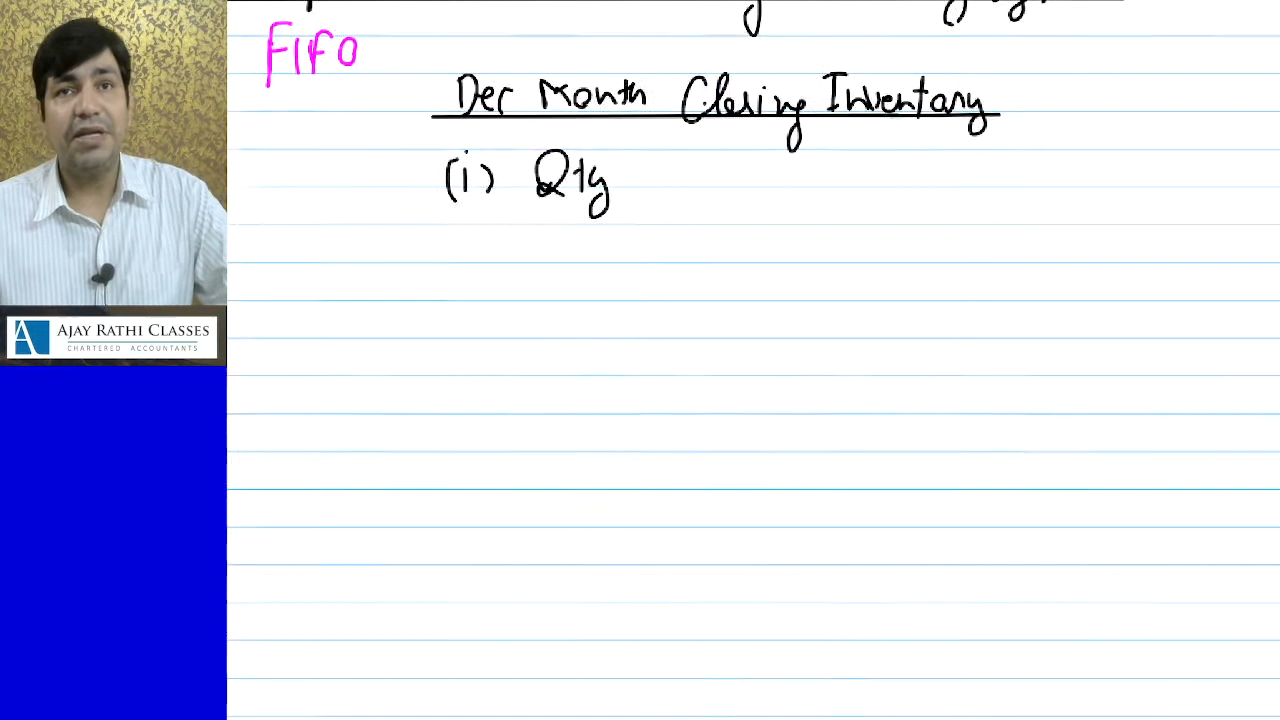 FIFO
Dec Month Closing Inventory
(i) Qty
AJAY RATHI CLASSES
CHARTERED ACCOUNTANTS